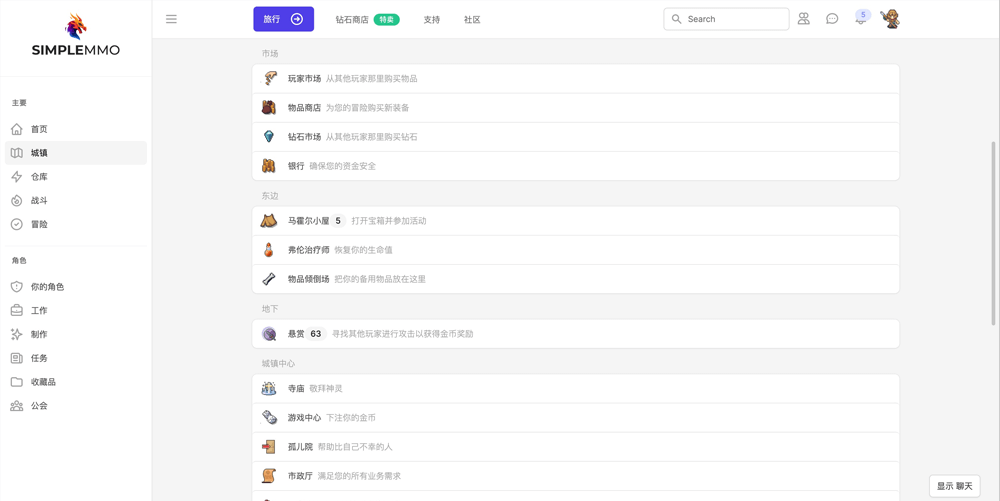 SIMPLEMMO
主要
首页
城镇
仓库
战斗
冒险
角色
你的角色
工作
制作
任务
收藏品
公会
旅行
钻石商店 特卖
支持
社区
Search
5
市场
玩家市场 从其他玩家那里购买物品
物品商店 为您的冒险购买新装备
钻石市场 从其他玩家那里购买钻石
银行 确保您的资金安全
东边
马霍尔小屋 5 打开宝箱并参加活动
弗伦治疗师 恢复你的生命值
物品倾倒场 把你的备用物品放在这里
地下
悬赏 63 寻找其他玩家进行攻击以获得金币奖励
城镇中心
寺庙 敬拜神灵
游戏中心 下注你的金币
孤儿院 帮助比自己不幸的人
市政厅 满足您的所有业务需求
显示 聊天